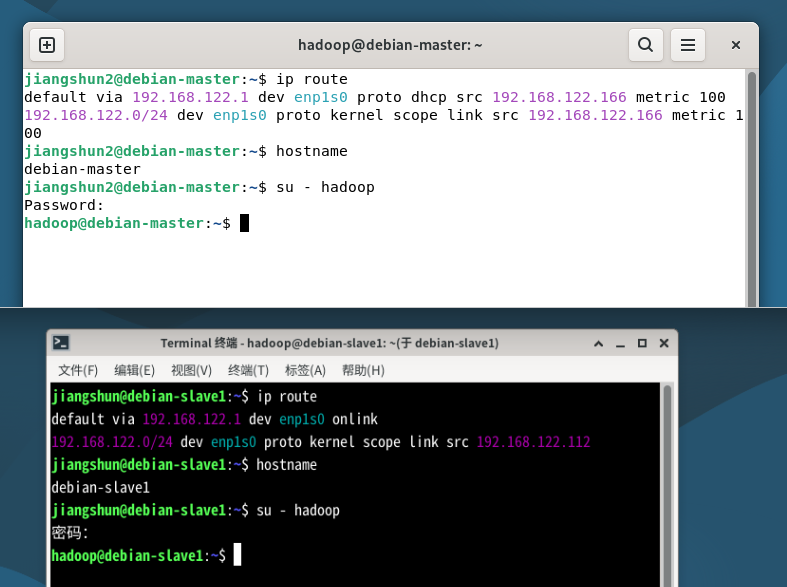 hadoop@debian-master: ~
jiangshun2@debian-master:~$ ip route
default via 192.168.122.1 dev enp1s0 proto dhcp src 192.168.122.166 metric 100
192.168.122.0/24 dev enp1s0 proto kernel scope link src 192.168.122.166 metric 1
00
jiangshun2@debian-master:~$ hostname
debian-master
jiangshun2@debian-master:~$ su - hadoop
Password:
hadoop@debian-master:~$
Terminal 终端 - hadoop@debian-slave1: ~(于 debian-slave1)
文件(F) 编辑(E) 视图(V) 终端(T) 标签(A) 帮助(H)
jiangshun@debian-slave1:~$ ip route
default via 192.168.122.1 dev enp1s0 onlink
192.168.122.0/24 dev enp1s0 proto kernel scope link src 192.168.122.112
jiangshun@debian-slave1:~$ hostname
debian-slave1
jiangshun@debian-slave1:~$ su - hadoop
密码：
hadoop@debian-slave1:~$